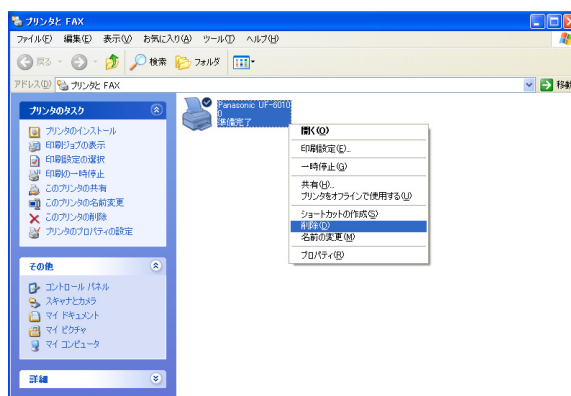 プリンタと FAX
ファイル(F) 編集(E) 表示(V) お気に入り(A) ツール(T) ヘルプ(H)
戻る 検索 フォルダ
アドレス(D) プリンタと FAX 移動
プリンタのタスク
プリンタのインストール
印刷ジョブの表示
印刷設定の選択
印刷の一時停止
このプリンタの共有
このプリンタの名前変更
このプリンタの削除
プリンタのプロパティの設定
その他
コントロール パネル
スキャナとカメラ
マイ ドキュメント
マイ ピクチャ
マイ コンピュータ
詳細
Panasonic UF-6010
0
準備完了
開く(O)
印刷設定(E)...
一時停止(G)
共有(H)...
プリンタをオフラインで使用する(U)
ショートカットの作成(S)
削除(D)
名前の変更(M)
プロパティ(R)